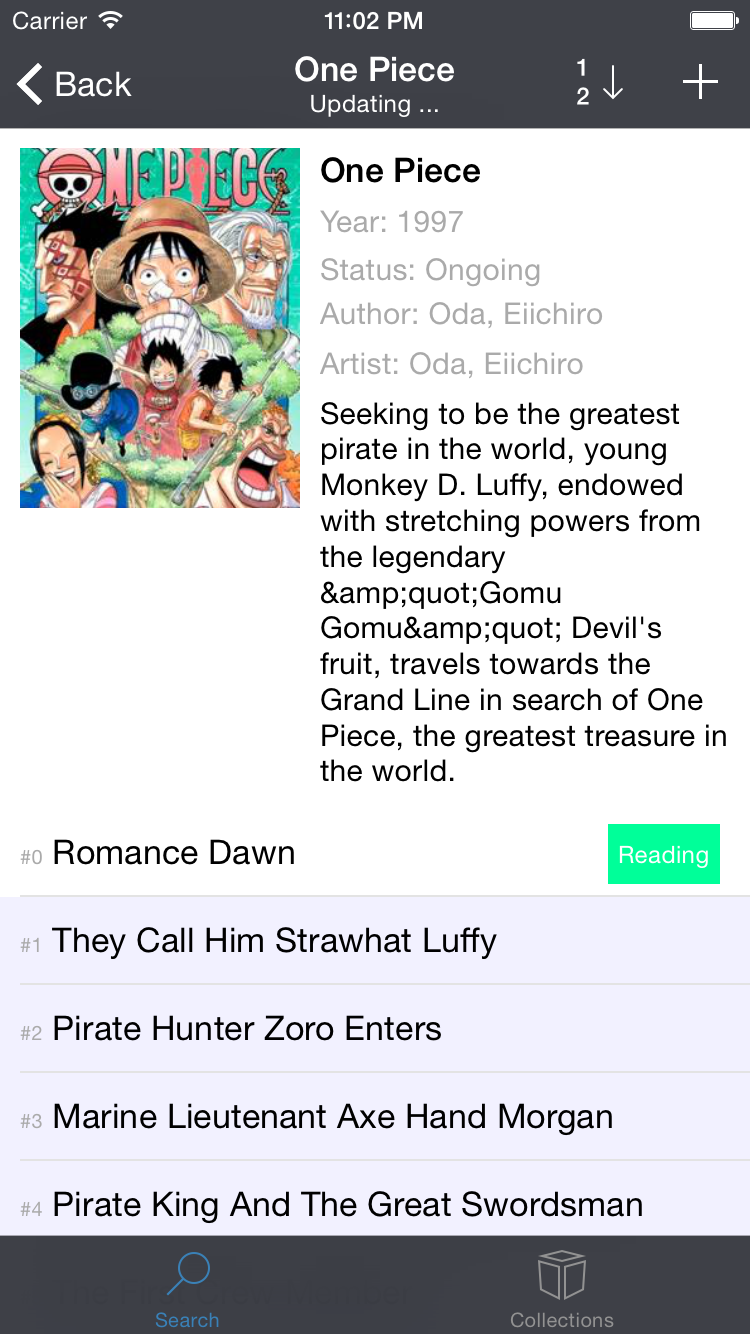 Carrier 11:02 PM
Back
One Piece
Updating ...
1
2
ONE PIECE
One Piece
Year: 1997
Status: Ongoing
Author: Oda, Eiichiro
Artist: Oda, Eiichiro
Seeking to be the greatest
pirate in the world, young
Monkey D. Luffy, endowed
with stretching powers from
the legendary
&amp;quot;Gomu
Gomu&amp;quot; Devil's
fruit, travels towards the
Grand Line in search of One
Piece, the greatest treasure in
the world.
#0 Romance Dawn Reading
#1 They Call Him Strawhat Luffy
#2 Pirate Hunter Zoro Enters
#3 Marine Lieutenant Axe Hand Morgan
#4 Pirate King And The Great Swordsman
The First Crew Member
Search Collections